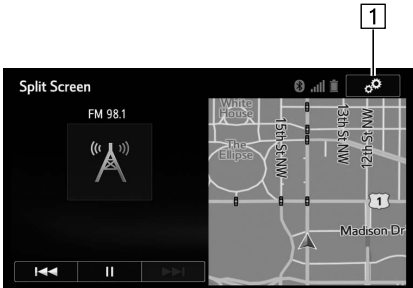 1
Split Screen
FM 98.1
White
House
The
Ellipse
15th St NW
13th St NW
12th St NW
1
Madison Dr